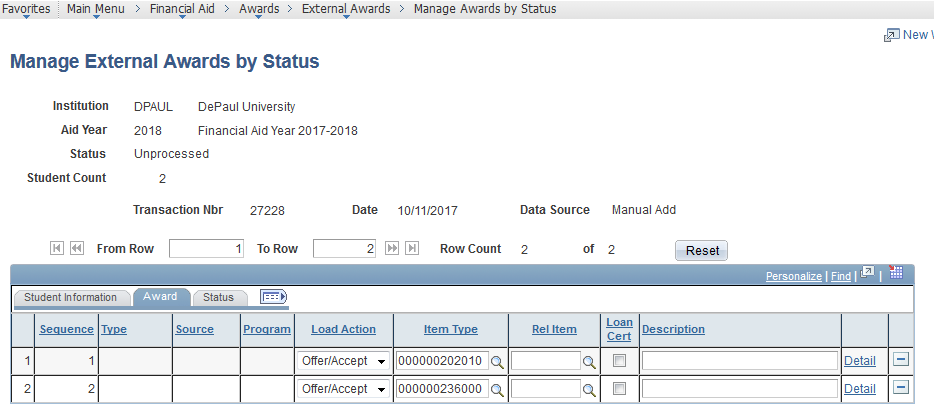 Favorites Main Menu > Financial Aid > Awards > External Awards > Manage Awards by Status
New
Manage External Awards by Status
Institution DPAUL DePaul University
Aid Year 2018 Financial Aid Year 2017-2018
Status Unprocessed
Student Count 2
Transaction Nbr 27228 Date 10/11/2017 Data Source Manual Add
From Row 1 To Row 2 Row Count 2 of 2 Reset
Personalize | Find | |
Student Information Award Status
Sequence Type Source Program Load Action Item Type Rel Item Loan Cert Description
1 1 Offer/Accept 000000202010 Detail
2 2 Offer/Accept 000000236000 Detail